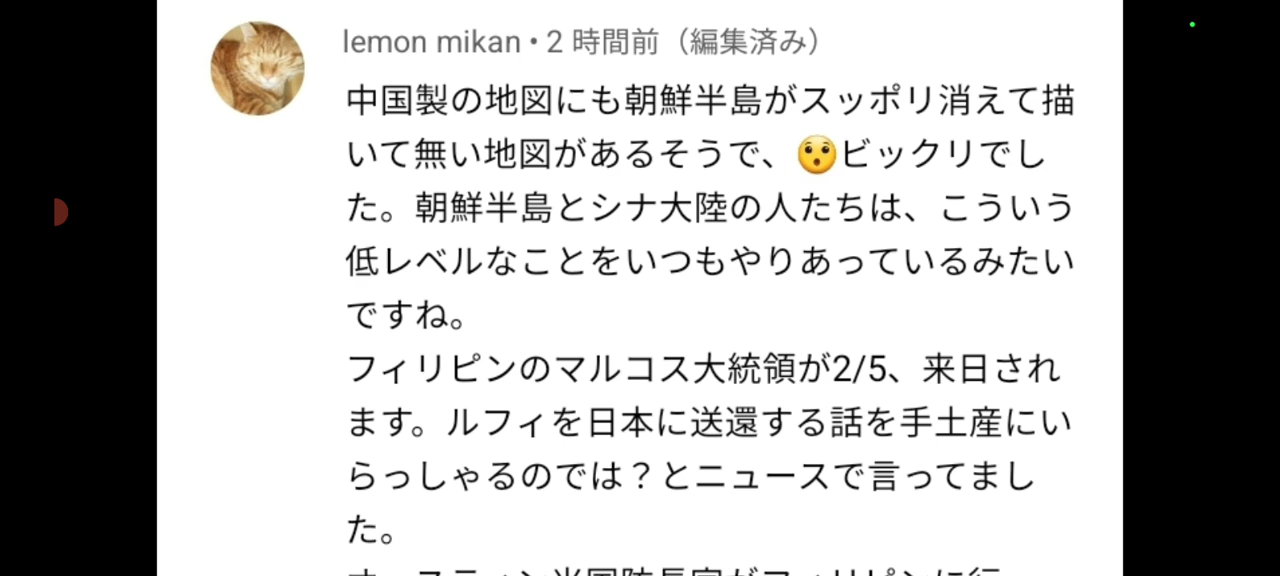 lemon mikan • 2 時間前（編集済み）
中国製の地図にも朝鮮半島がスッポリ消えて描
いて無い地図があるそうで、😯ビックリでし
た。朝鮮半島とシナ大陸の人たちは、こういう
低レベルなことをいつもやりあっているみたい
ですね。
フィリピンのマルコス大統領が2/5、来日され
ます。ルフィを日本に送還する話を手土産にい
らっしゃるのでは？とニュースで言ってまし
た。